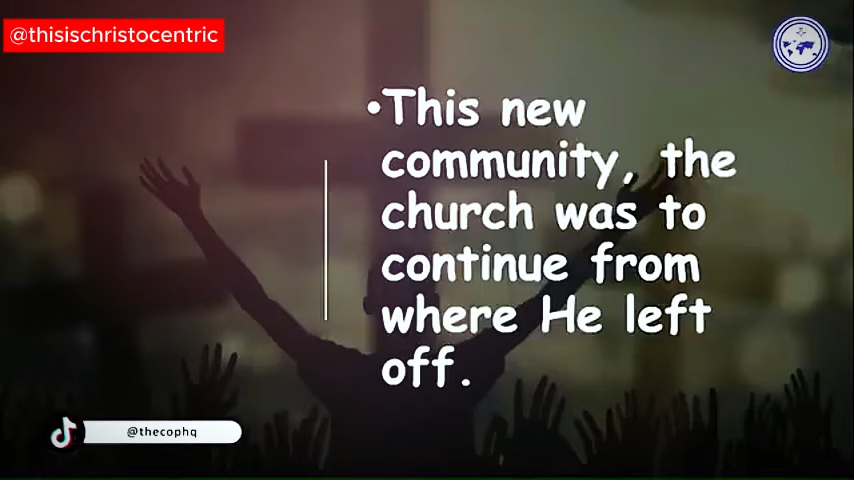 @thisischristocentric
•This new
community, the
church was to
continue from
where He left
off.
@thecophq